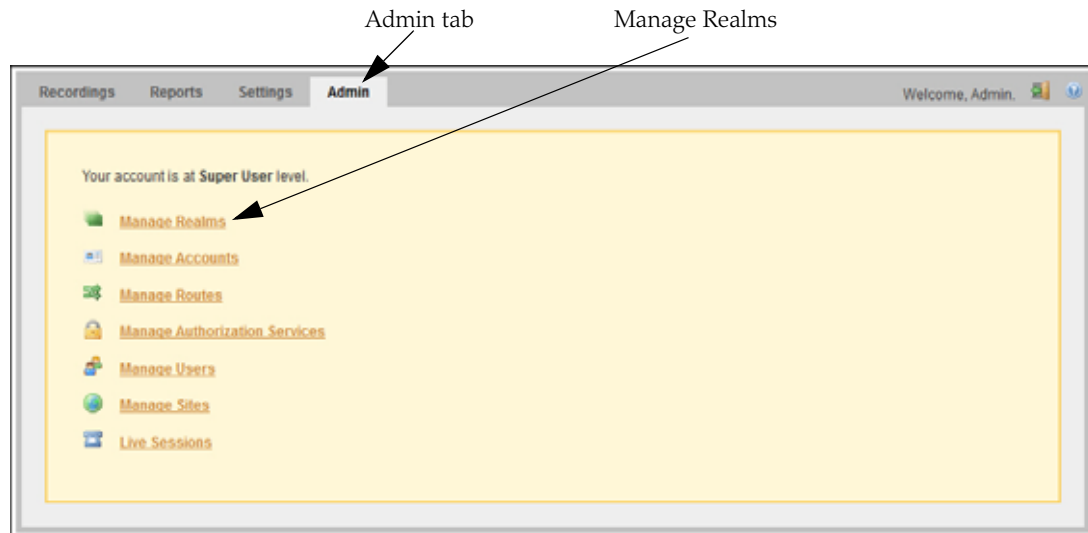 Admin tab Manage Realms
Recordings Reports Settings Admin Welcome, Admin.
Your account is at Super User level.
Manage Realms
Manage Accounts
Manage Routes
Manage Authorization Services
Manage Users
Manage Sites
Live Sessions